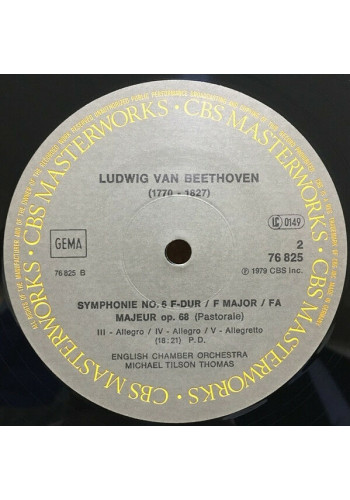 CBS MASTERWORKS · CBS MASTERWORKS · CBS MASTERWORKS · CBS MASTERWORKS ·
LUDWIG VAN BEETHOVEN
(1770 - 1827)
GEMA
LC 0149
2
76 825 B
76 825
℗ 1979 CBS Inc.
SYMPHONIE NO. 6 F-DUR / F MAJOR / FA
MAJEUR op. 68 (Pastorale)
III - Allegro / IV - Allegro / V - Allegretto
(18:21) P. D.
ENGLISH CHAMBER ORCHESTRA
MICHAEL TILSON THOMAS